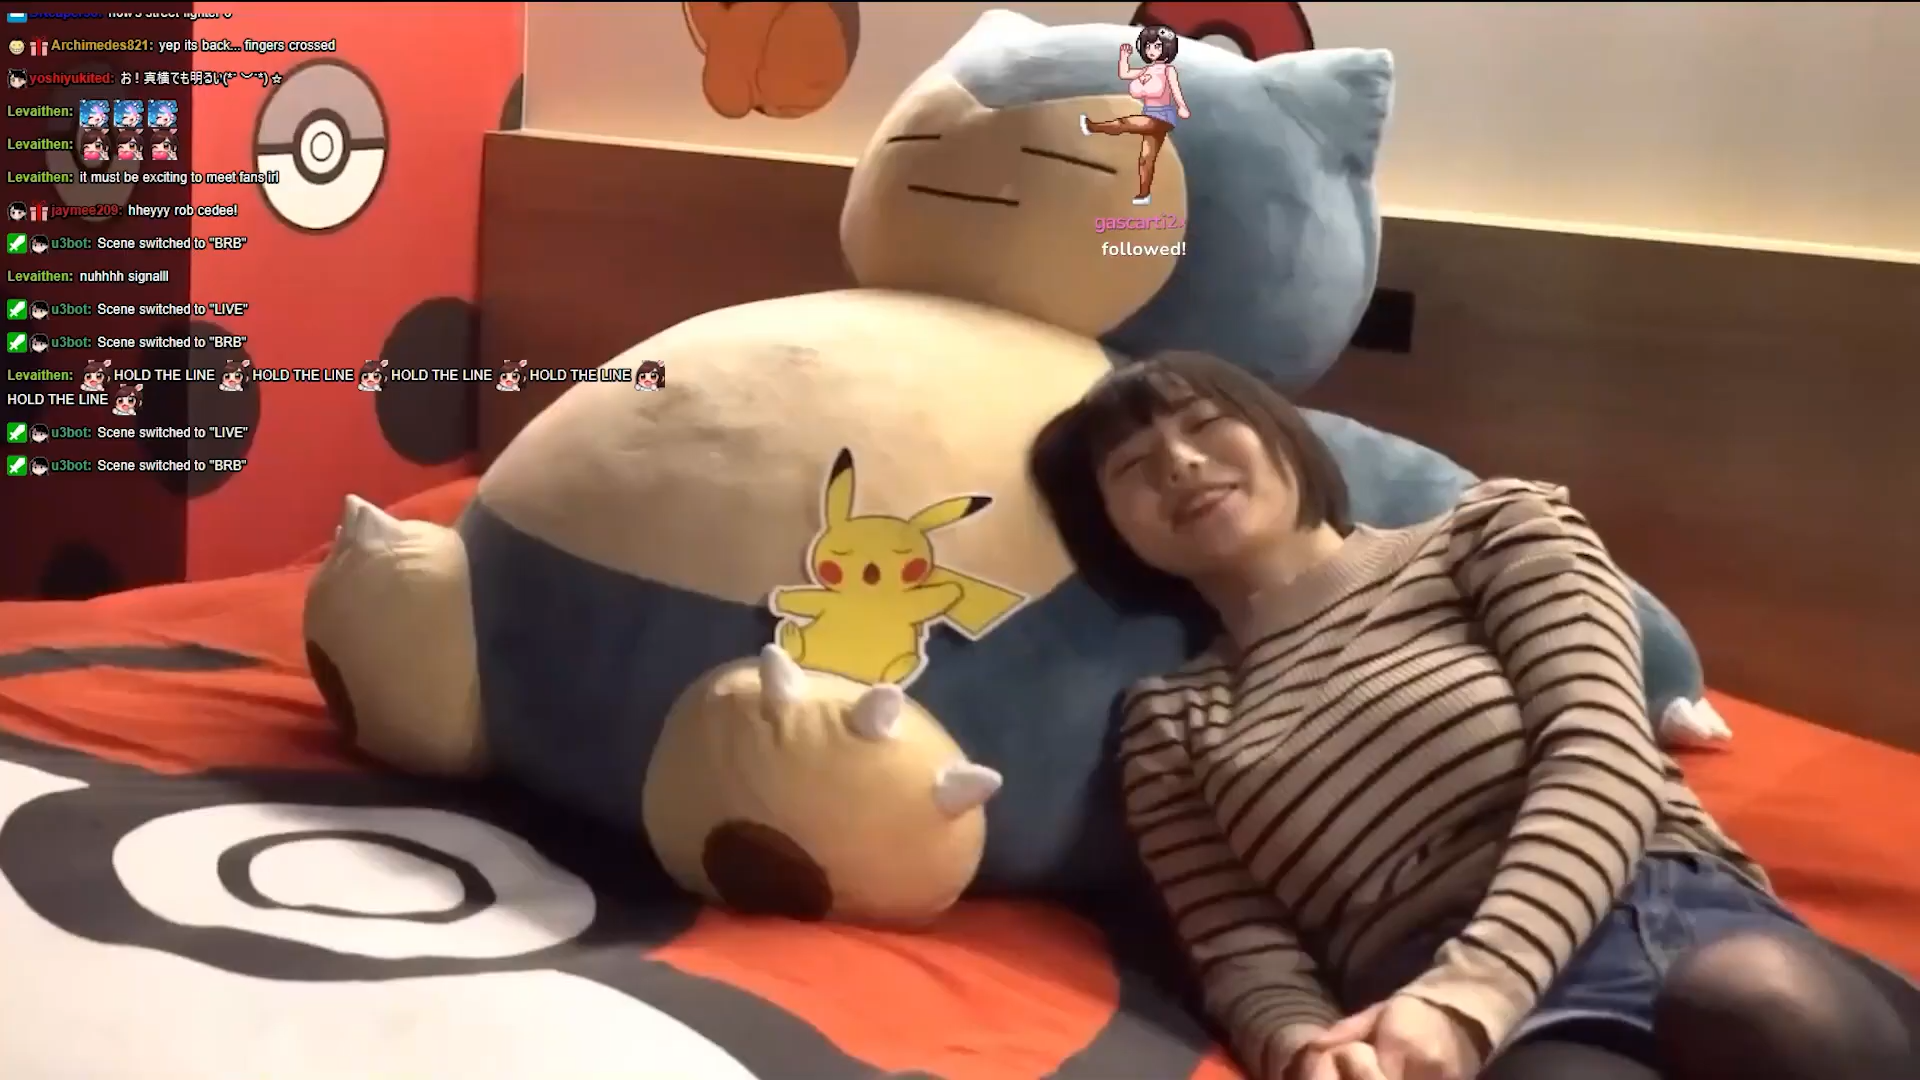 Archimedes821: yep its back... fingers crossed
yoshiyukited: お！真横でも明るい(*˘︶˘*)☆
Levaithen:
Levaithen:
Levaithen: it must be exciting to meet fans irl
jaymee209: hheyyy rob cedee!
u3bot: Scene switched to "BRB"
Levaithen: nuhhhh signalll
u3bot: Scene switched to "LIVE"
u3bot: Scene switched to "BRB"
Levaithen: , HOLD THE LINE , HOLD THE LINE , HOLD THE LINE , HOLD THE LINE
HOLD THE LINE
u3bot: Scene switched to "LIVE"
u3bot: Scene switched to "BRB"
followed!